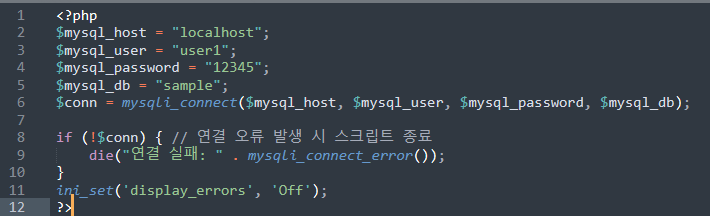 1 <?php
2 $mysql_host = "localhost";
3 $mysql_user = "user1";
4 $mysql_password = "12345";
5 $mysql_db = "sample";
6 $conn = mysqli_connect($mysql_host, $mysql_user, $mysql_password, $mysql_db);
7
8 if (!$conn) { // 연결 오류 발생 시 스크립트 종료
9     die("연결 실패: " . mysqli_connect_error());
10 }
11 ini_set('display_errors', 'Off');
12 ?>